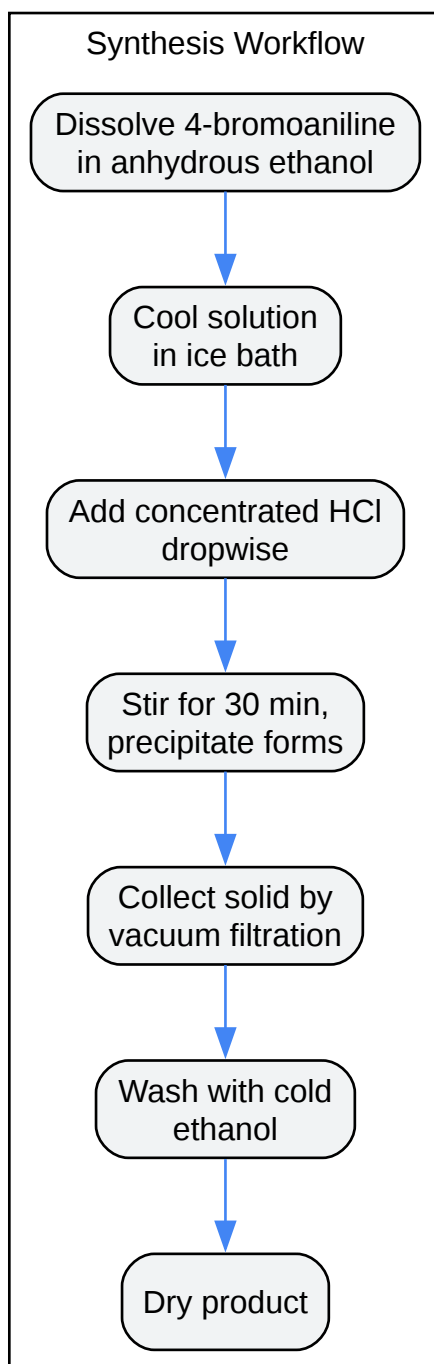 Synthesis Workflow
Dissolve 4-bromoaniline
in anhydrous ethanol
Cool solution
in ice bath
Add concentrated HCl
dropwise
Stir for 30 min,
precipitate forms
Collect solid by
vacuum filtration
Wash with cold
ethanol
Dry product